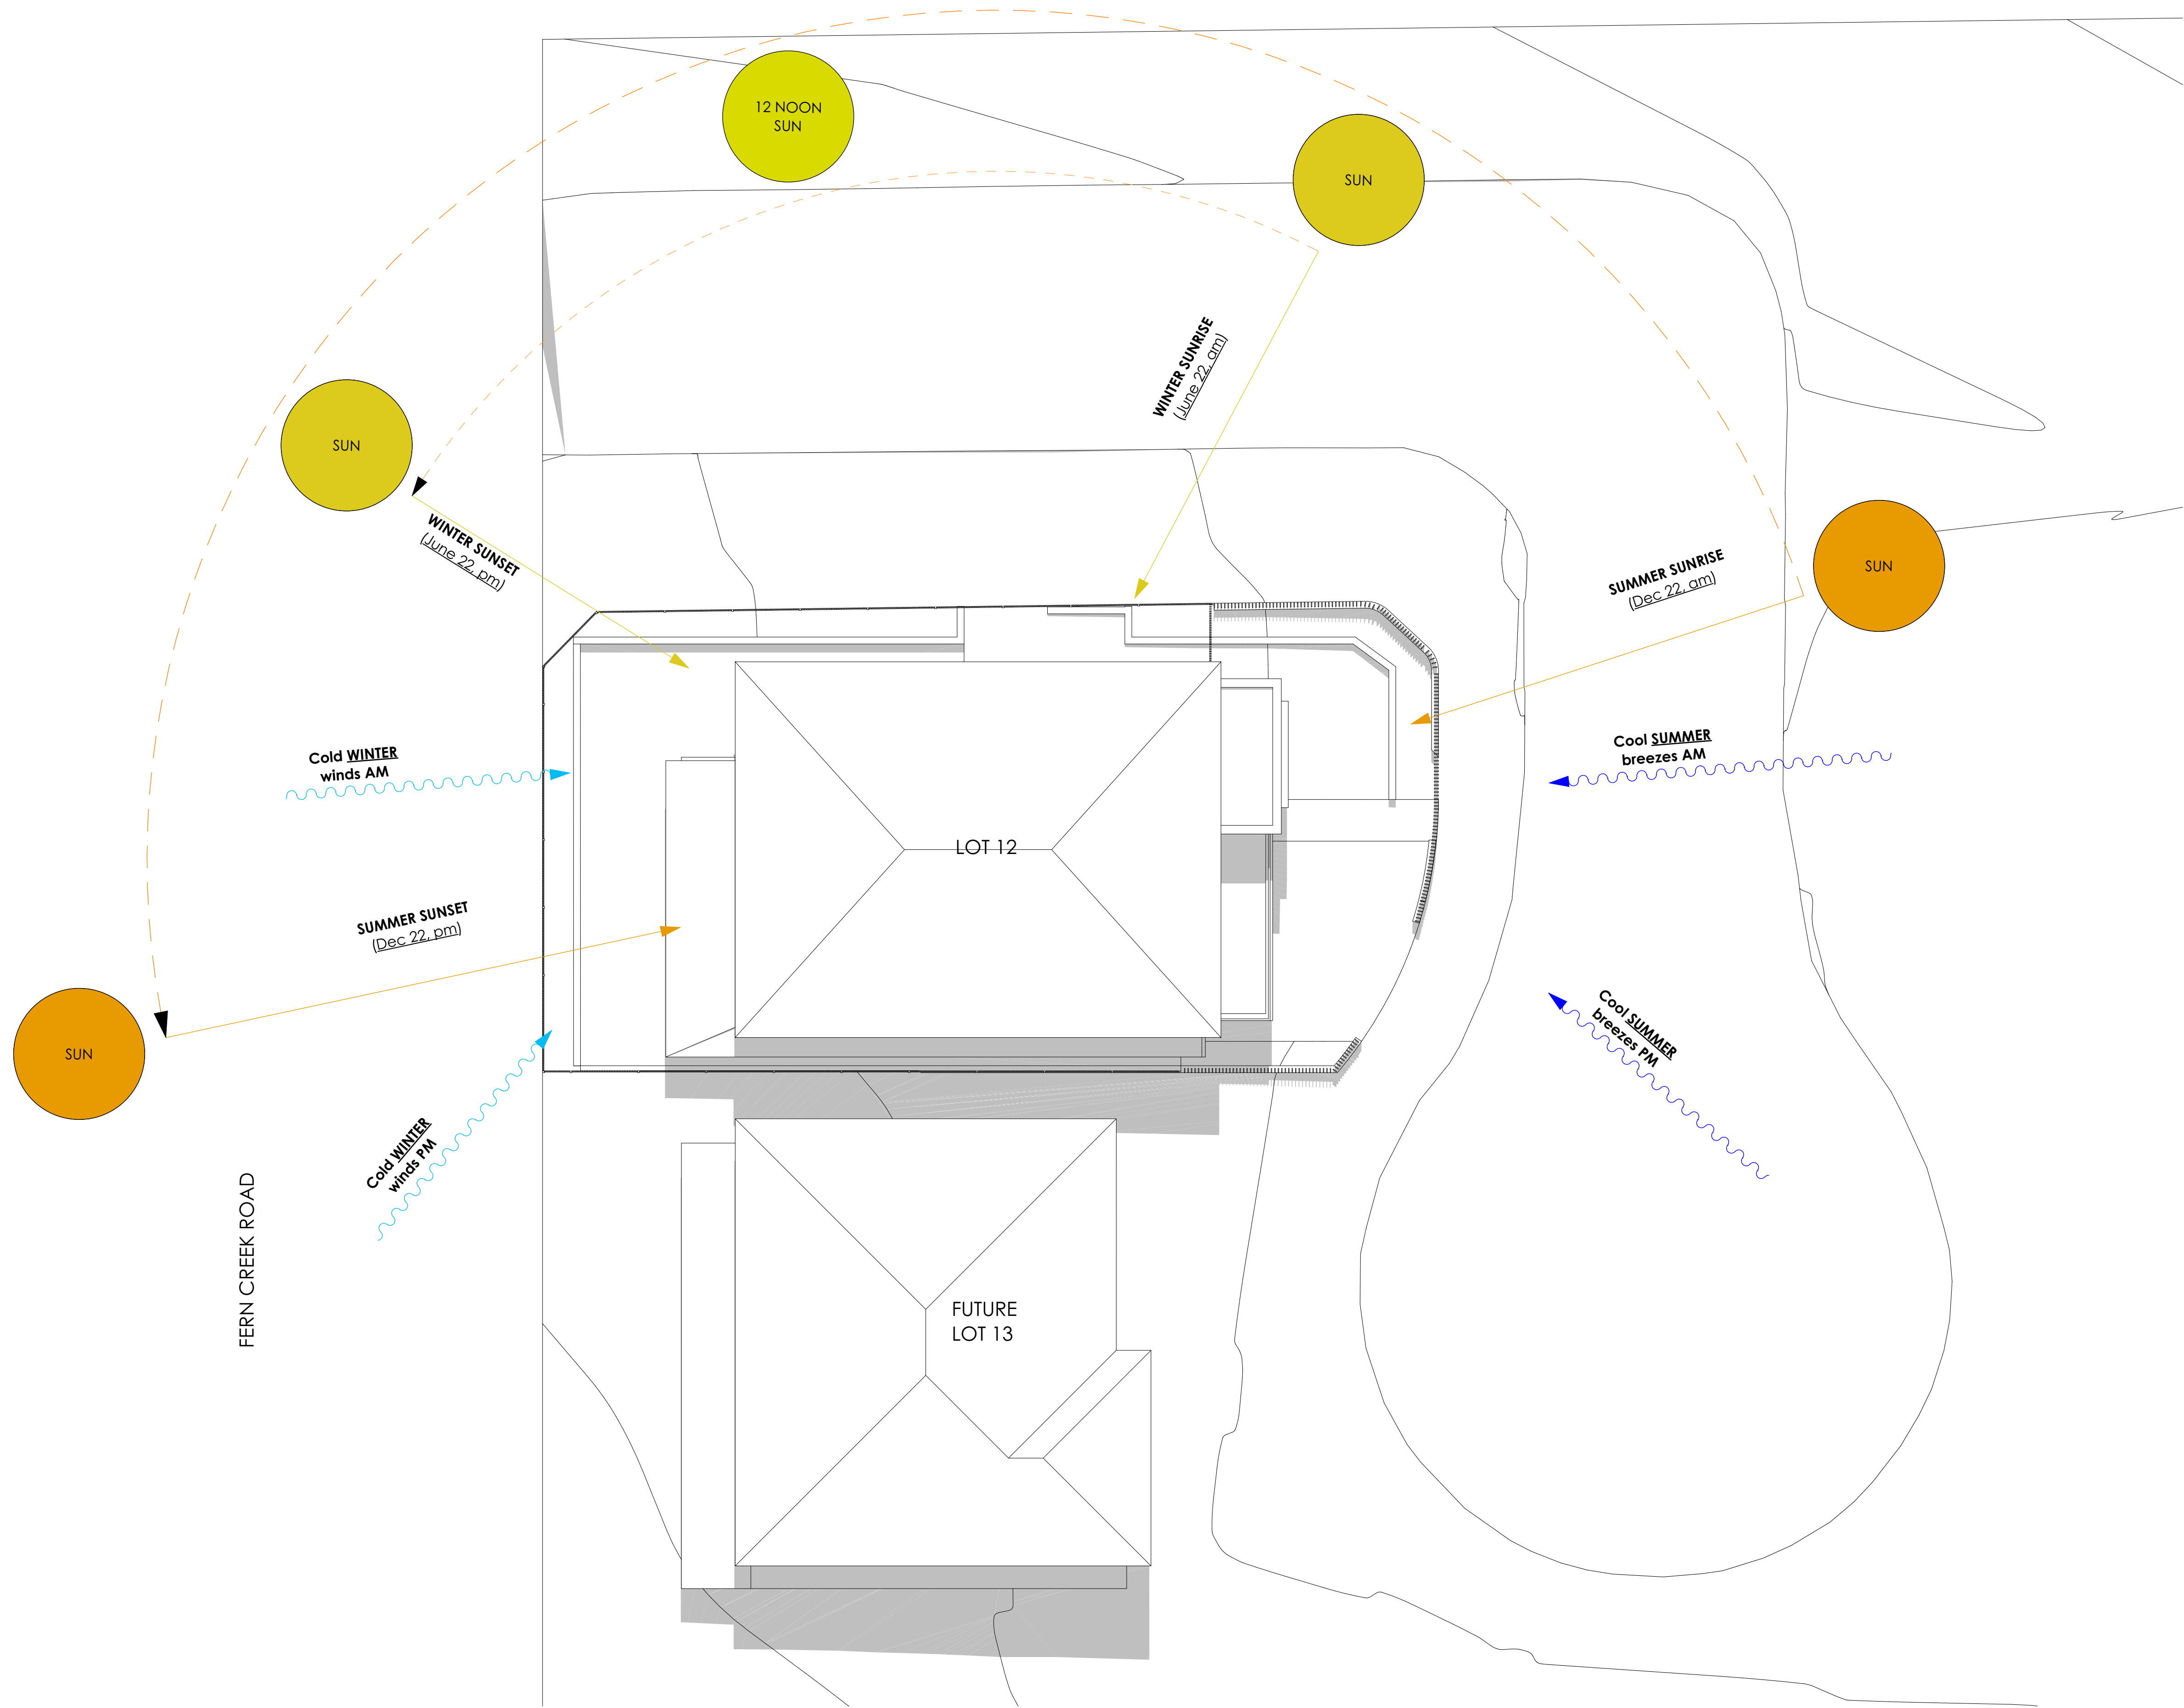 12 NOON
SUN
SUN
SUN
WINTER SUNRISE
(June 22, am)
WINTER SUNSET
(June 22, pm)
SUN
SUMMER SUNRISE
(Dec 22, am)
Cold WINTER
winds AM
Cool SUMMER
breezes AM
LOT 12
SUMMER SUNSET
(Dec 22, pm)
SUN
Cool SUMMER
breezes PM
Cold WINTER
winds PM
FERN CREEK ROAD
FUTURE
LOT 13